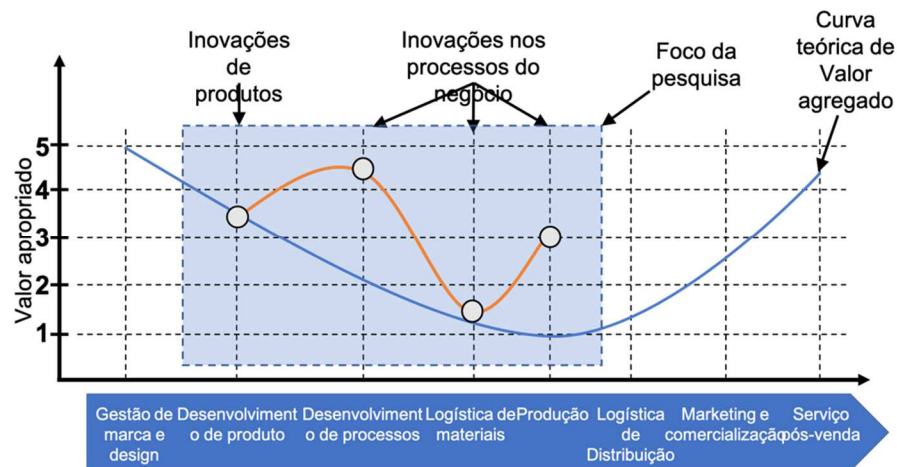 Inovações
de
produtos
Inovações nos
processos do
negócio
Foco da
pesquisa
Curva
teórica de
Valor
agregado
Valor apropriado
5
4
3
2
1
Gestão de
marca e
design
Desenvolviment
o de produto
Desenvolviment
o de processos
Logística de
materiais
Produção
Logística
de
Distribuição
Marketing e
comercialização
Serviço
pós-venda